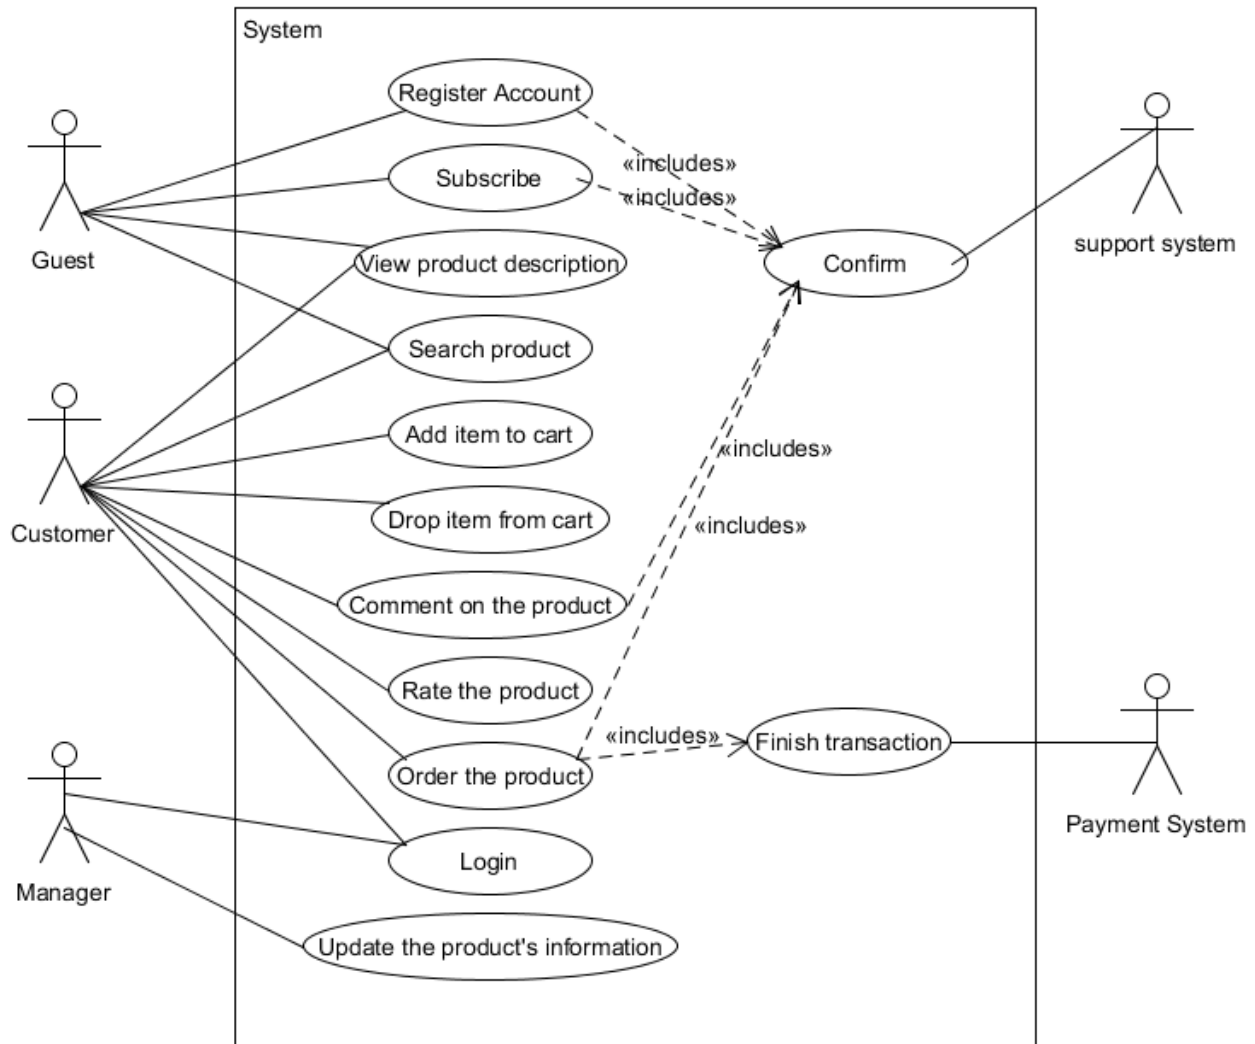 System
Register Account
«includes»
Subscribe
«includes»
Guest
View product description
Confirm
support system
Search product
Add item to cart
«includes»
Customer
Drop item from cart
«includes»
Comment on the product
Rate the product
«includes»
Finish transaction
Order the product
Payment System
Login
Manager
Update the product's information